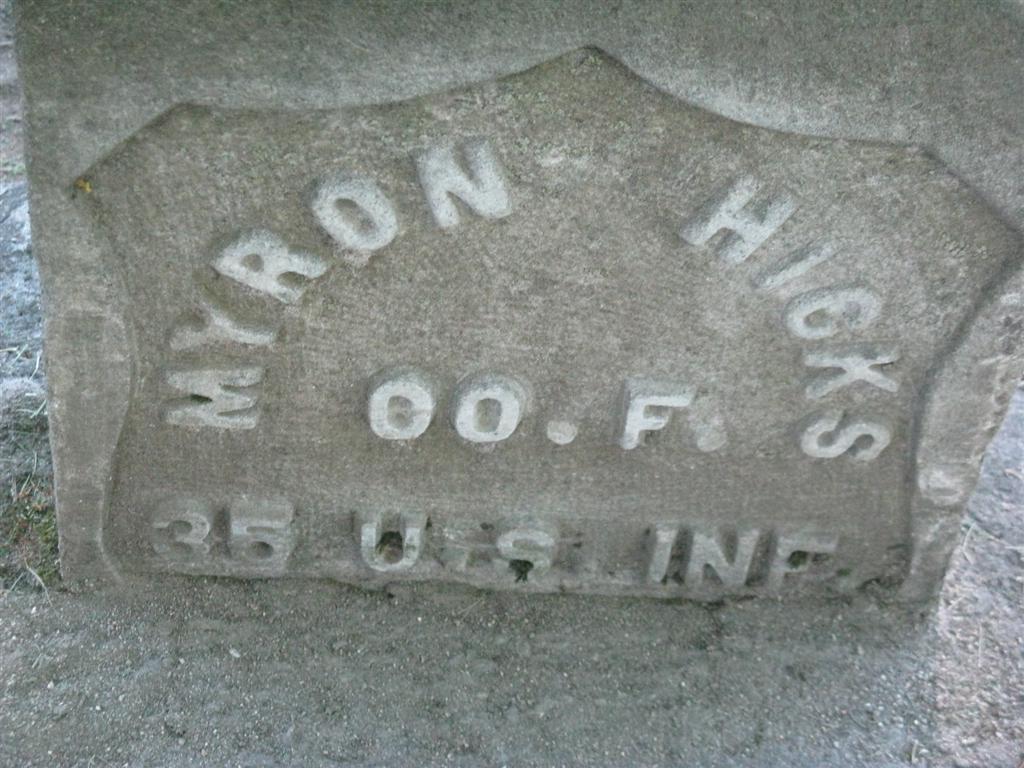 MYRON HICKS
CO. F.
35 U.S. INF.